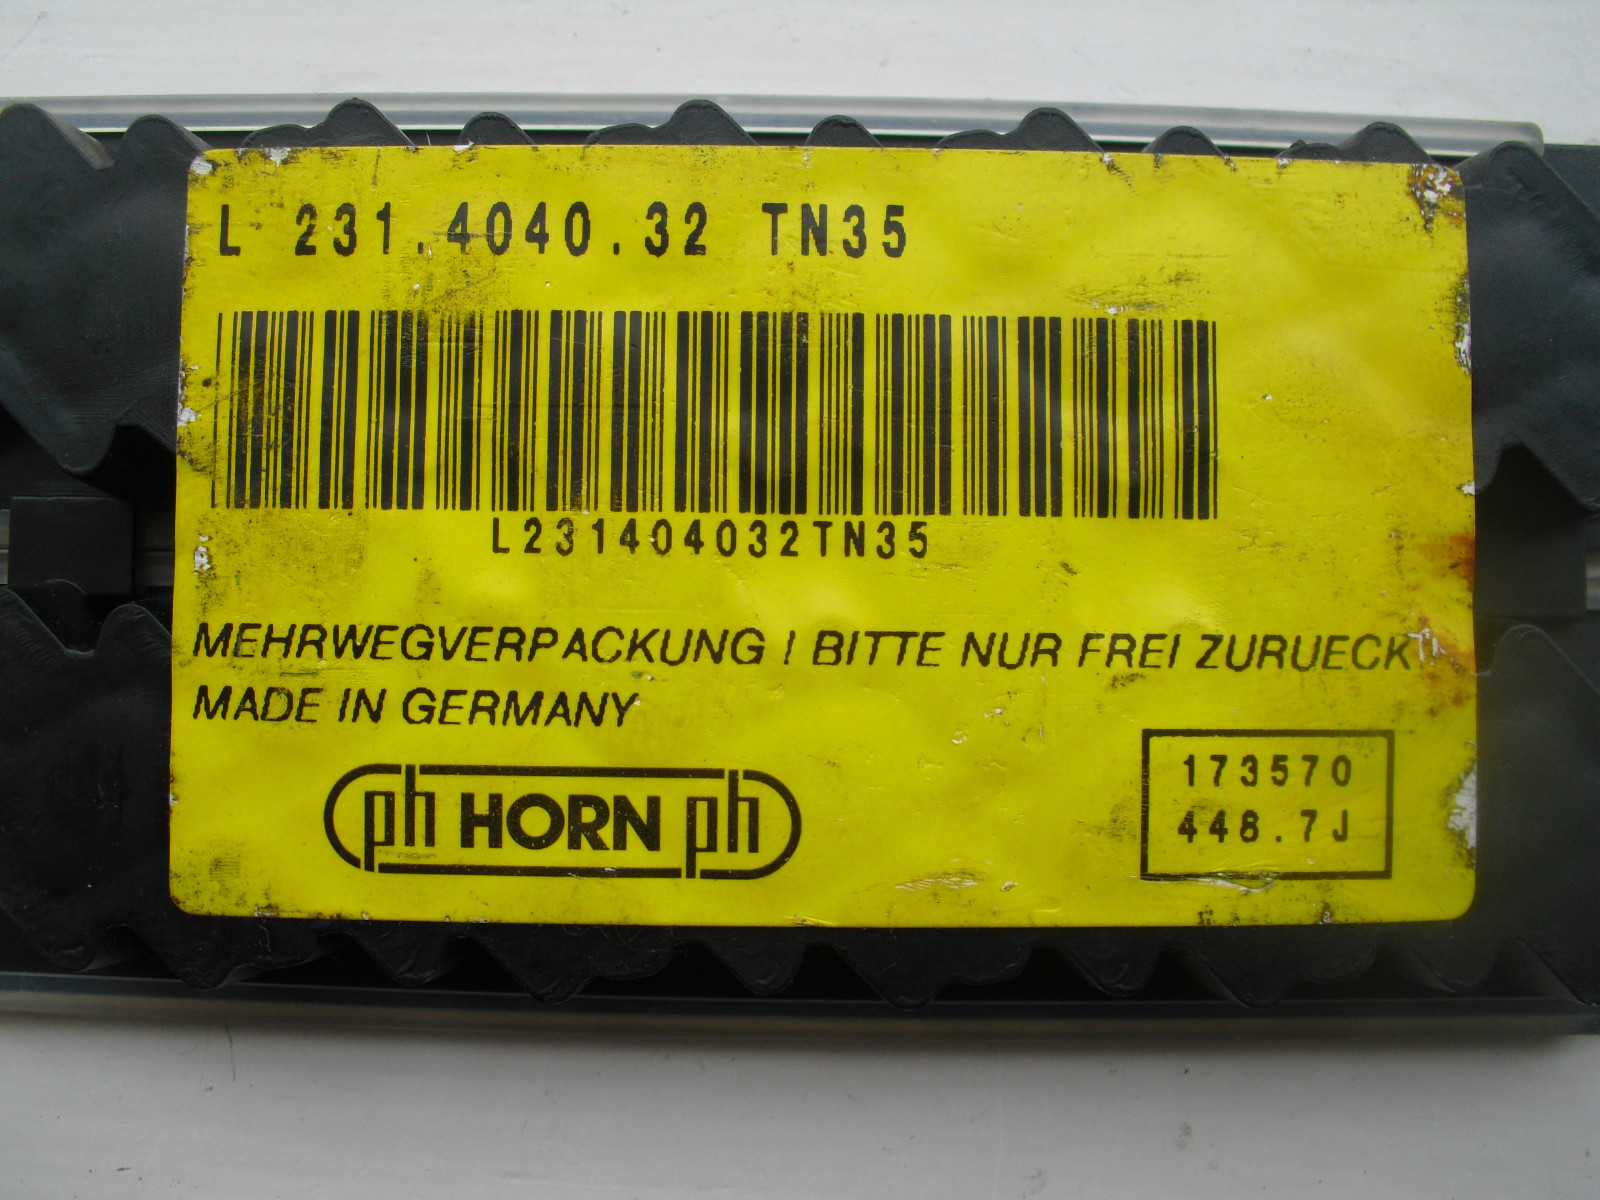 L 231.4040.32 TN35
L231404032TN35
MEHRWEGVERPACKUNG ! BITTE NUR FREI ZURUECK
MADE IN GERMANY
ph HORN ph
173570
448.7J